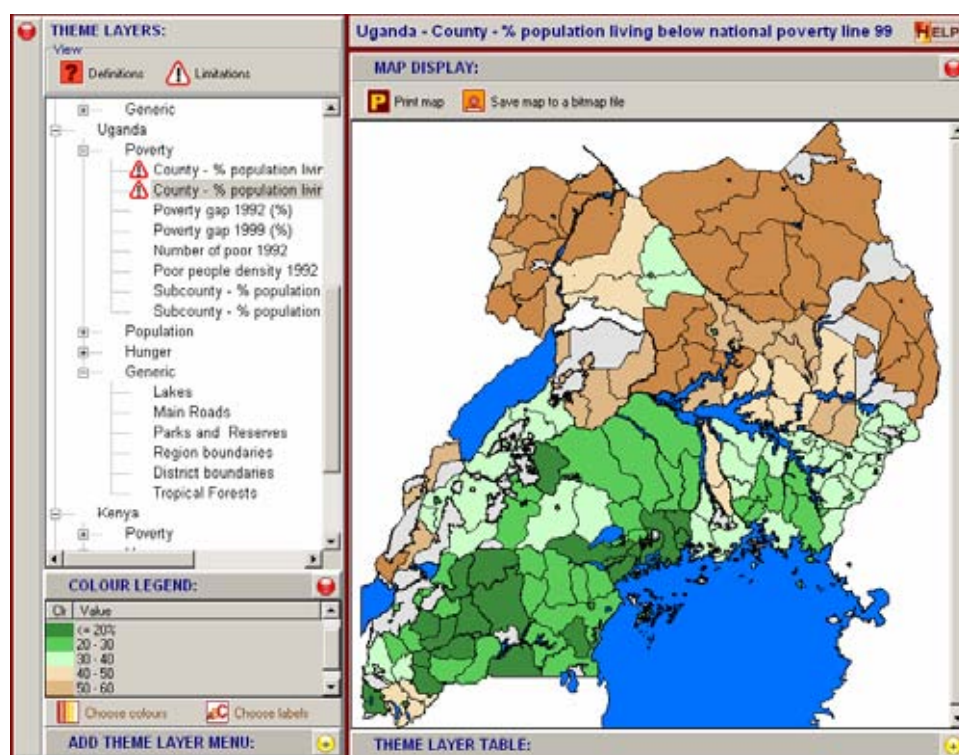 THEME LAYERS:
View
Definitions Limitations
Generic
Uganda
Poverty
County - % population livir
County - % population livir
Poverty gap 1992 (%)
Poverty gap 1999 (%)
Number of poor 1992
Poor people density 1992
Subcounty - % population
Subcounty - % population
Population
Hunger
Generic
Lakes
Main Roads
Parks and Reserves
Region boundaries
District boundaries
Tropical Forests
Kenya
Poverty
COLOUR LEGEND:
Clr Value
<= 20%
20 - 30
30 - 40
40 - 50
50 - 60
Choose colours Choose labels
ADD THEME LAYER MENU:
Uganda - County - % population living below national poverty line 99 HELP
MAP DISPLAY:
Print map Save map to a bitmap file
THEME LAYER TABLE: